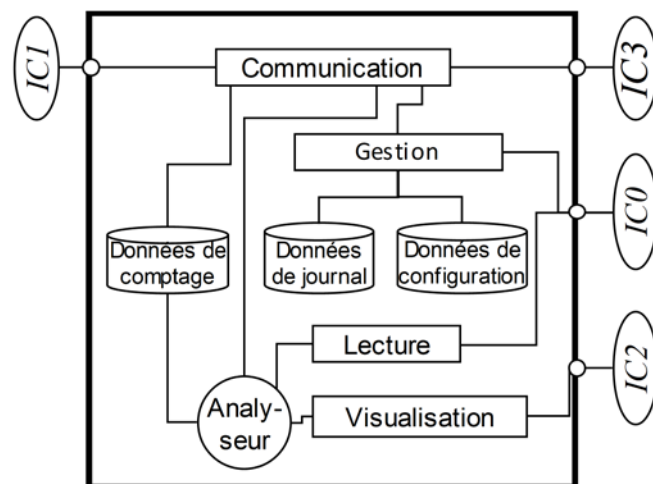 IC1
Communication
IC3
Gestion
IC0
Données de
comptage
Données
de journal
Données de
configuration
Lecture
IC2
Analy-
seur
Visualisation